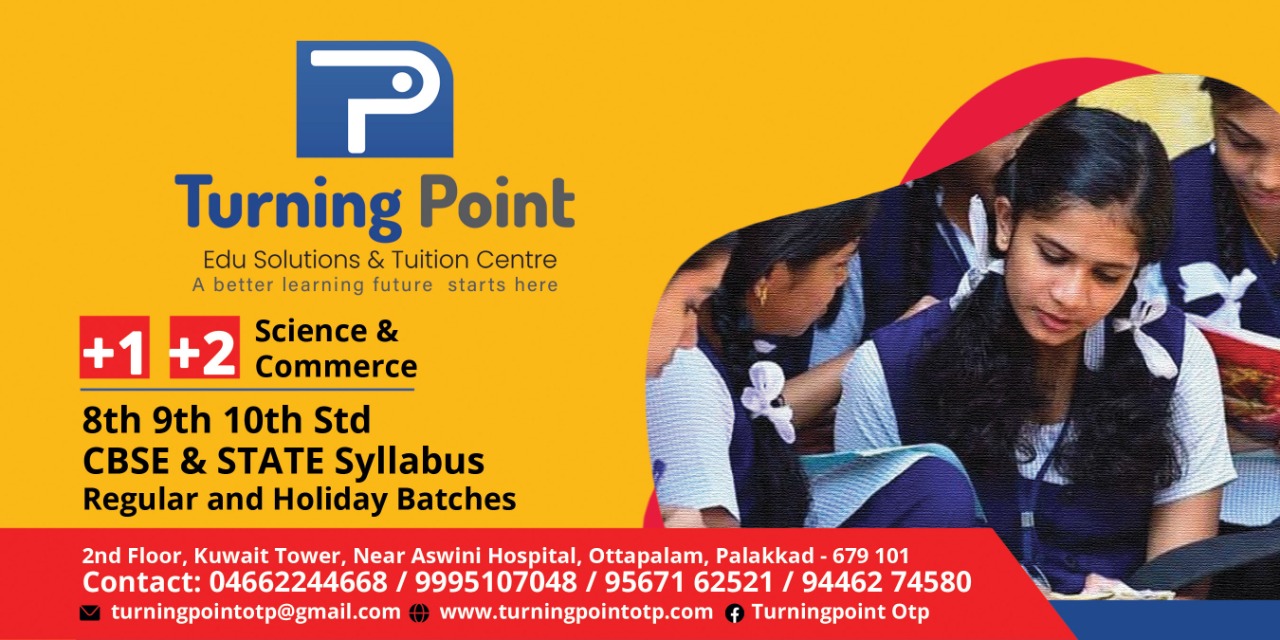 Turning Point
Edu Solutions & Tuition Centre
A better learning future starts here
+1 +2 Science &
Commerce
8th 9th 10th Std
CBSE & STATE Syllabus
Regular and Holiday Batches
2nd Floor, Kuwait Tower, Near Aswini Hospital, Ottapalam, Palakkad - 679 101
Contact: 04662244668 / 9995107048 / 95671 62521 / 94462 74580
turningpointotp@gmail.com www.turningpointotp.com Turningpoint Otp